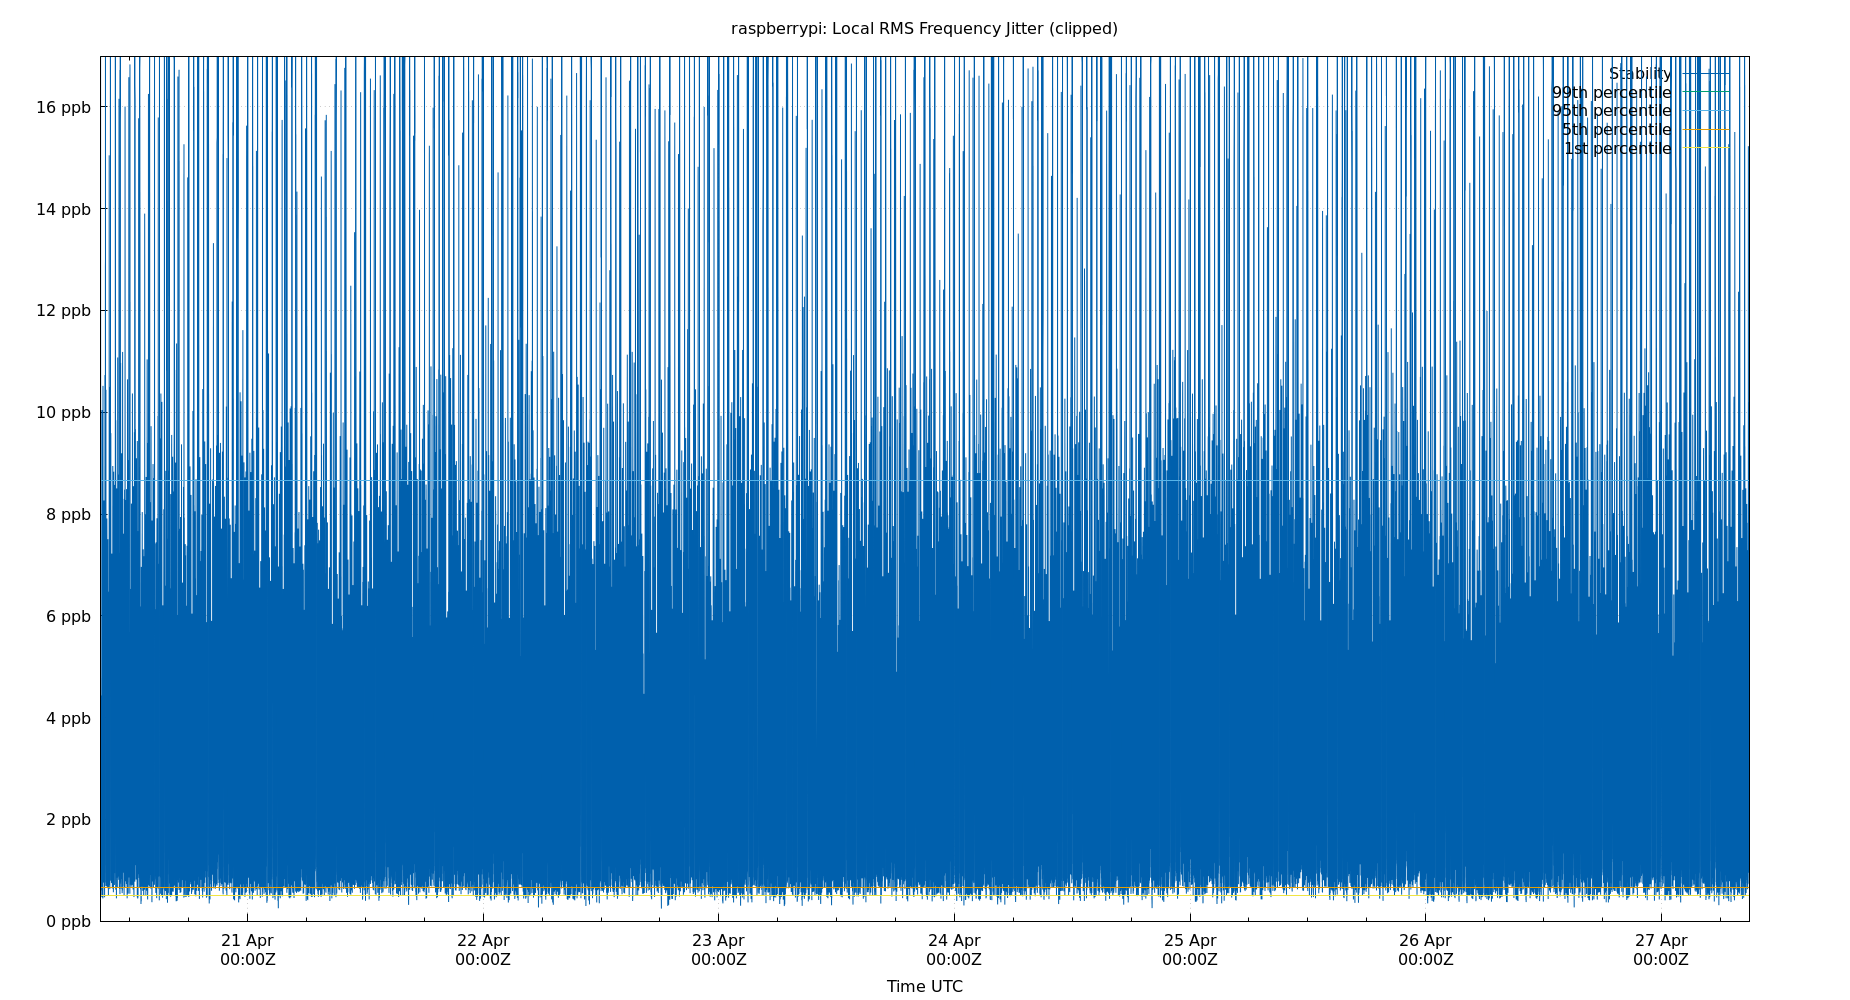 raspberrypi: Local RMS Frequency Jitter (clipped)
Stability
99th percentile
95th percentile
5th percentile
1st percentile
16 ppb
14 ppb
12 ppb
10 ppb
8 ppb
6 ppb
4 ppb
2 ppb
0 ppb
21 Apr 22 Apr 23 Apr 24 Apr 25 Apr 26 Apr 27 Apr
00:00Z 00:00Z 00:00Z 00:00Z 00:00Z 00:00Z 00:00Z
Time UTC